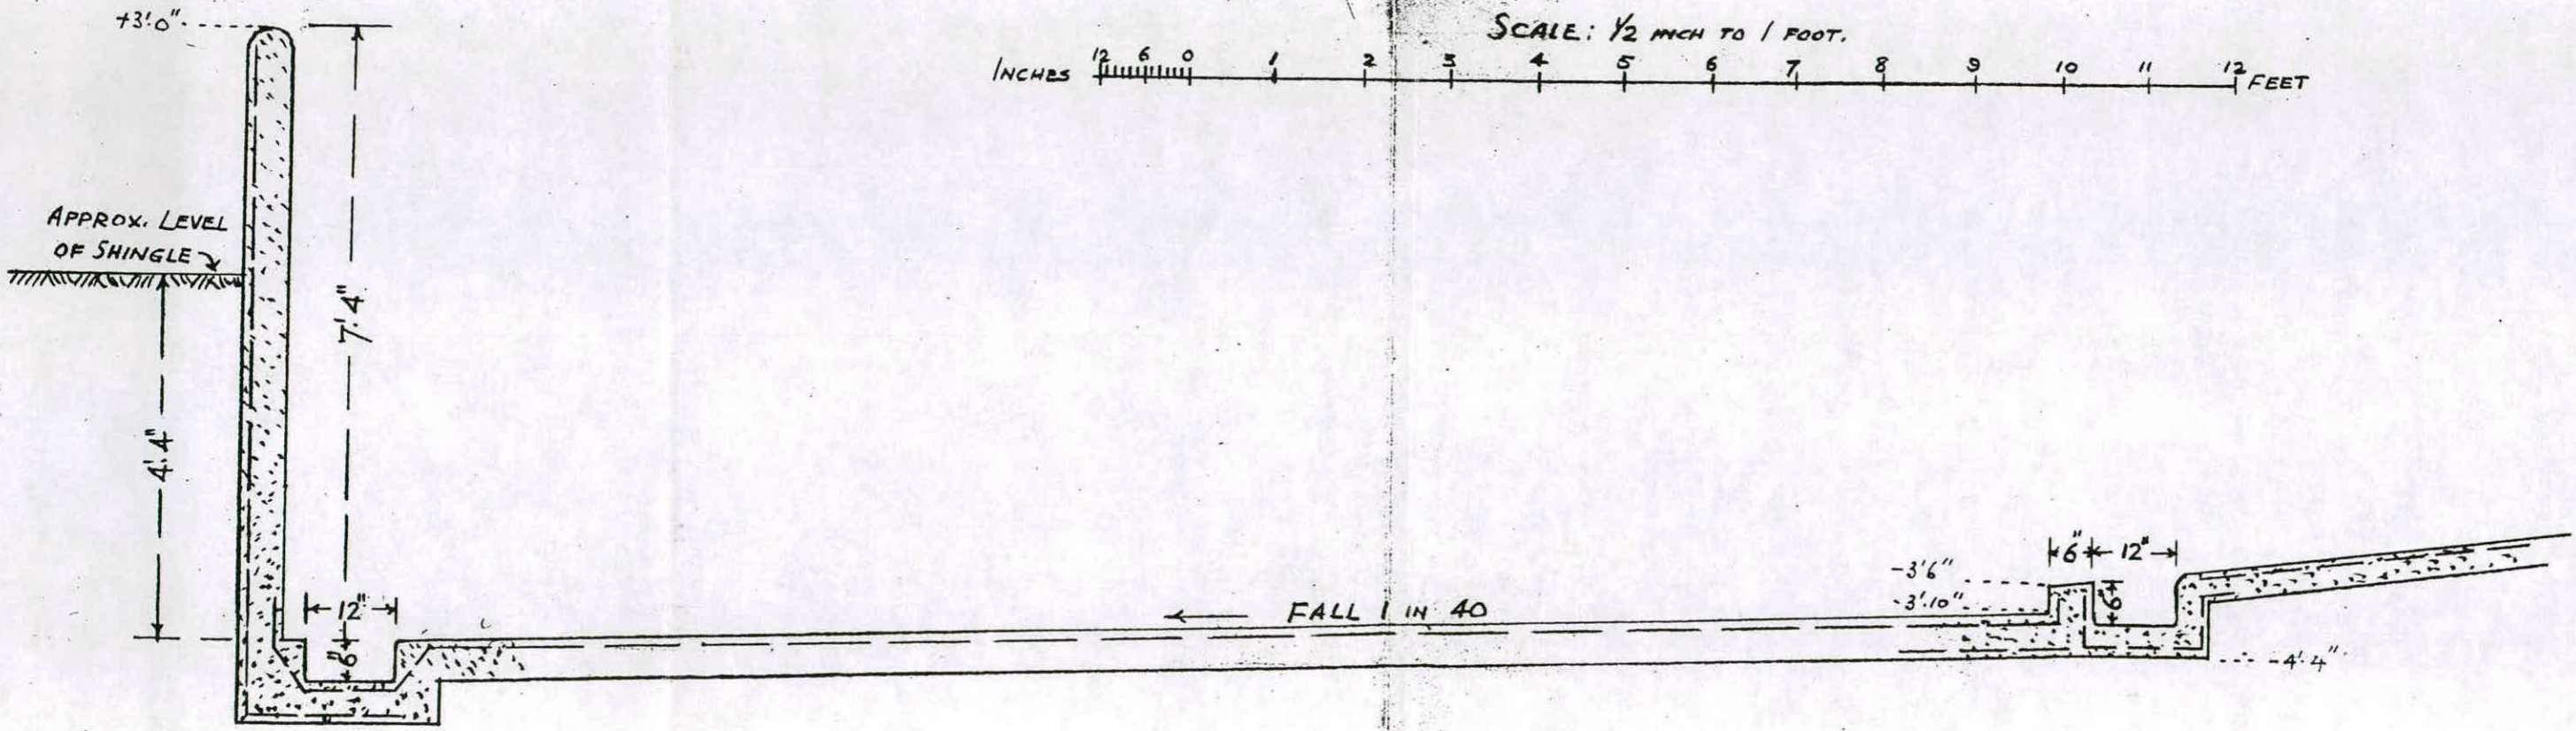 +3'.0"
SCALE: 1/2 INCH TO 1 FOOT.
INCHES 12 6 0 1 2 3 4 5 6 7 8 9 10 11 12 FEET
APPROX. LEVEL
OF SHINGLE
7'.4"
4'.4"
12"
6"
FALL 1 IN 40
-3'6"
-3'.10"
6" 12"
6"
-4'.4"